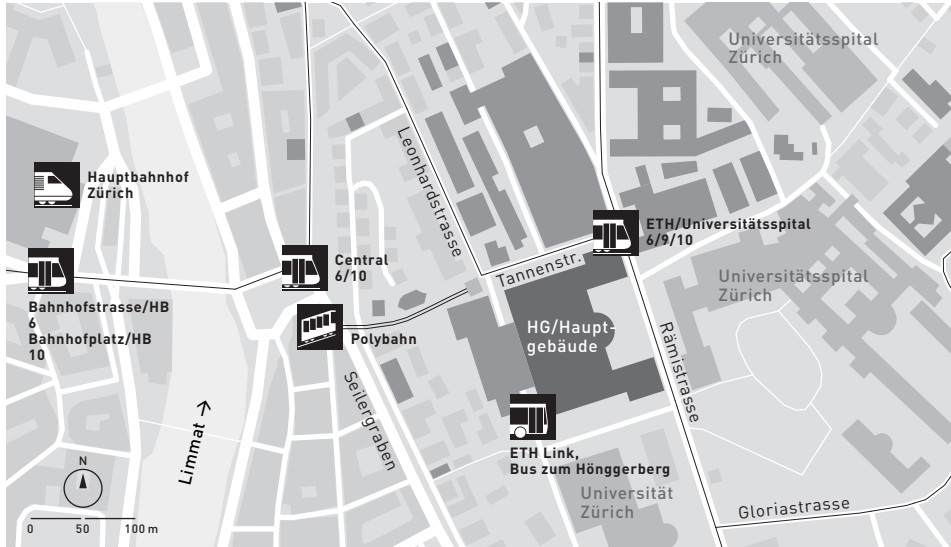 Universitätsspital
Zürich
Hauptbahnhof
Zürich
Leonhardstrasse
ETH/Universitätsspital
6/9/10
Central
6/10
Tannenstr.
Universitätsspital
Zürich
Bahnhofstrasse/HB
6
Bahnhofplatz/HB
10
Polybahn
HG/Haupt-
gebäude
Rämistrasse
Seilergraben
Limmat →
ETH Link,
Bus zum Hönggerberg
N
Universität
Zürich
Gloriastrasse
0 50 100 m